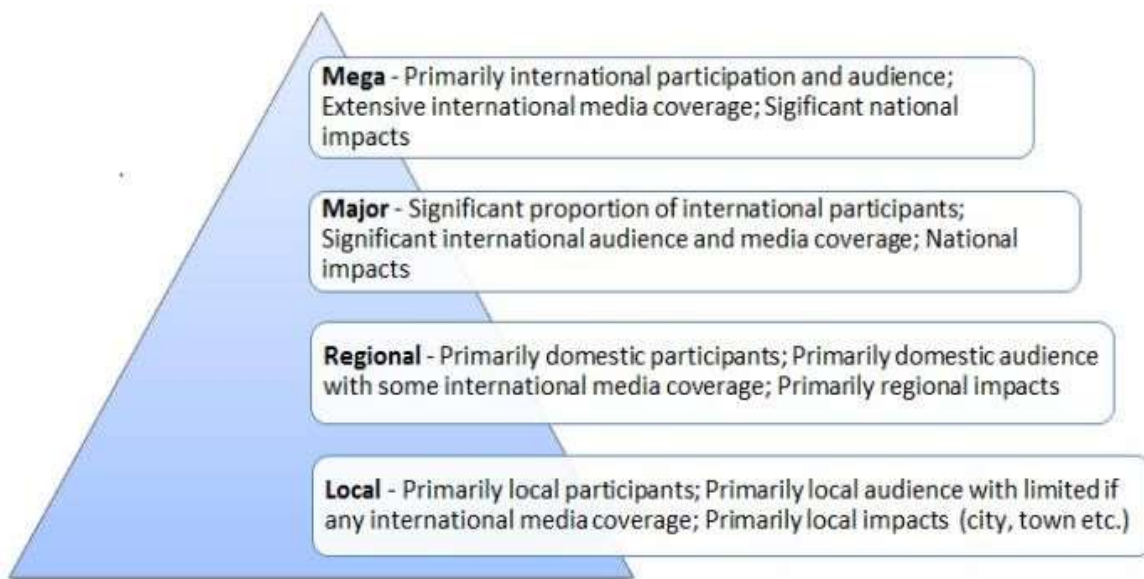 Mega - Primarily international participation and audience;
Extensive international media coverage; Sigificant national
impacts
Major - Significant proportion of international participants;
Significant international audience and media coverage; National
impacts
Regional - Primarily domestic participants; Primarily domestic audience
with some international media coverage; Primarily regional impacts
Local - Primarily local participants; Primarily local audience with limited if
any international media coverage; Primarily local impacts (city, town etc.)